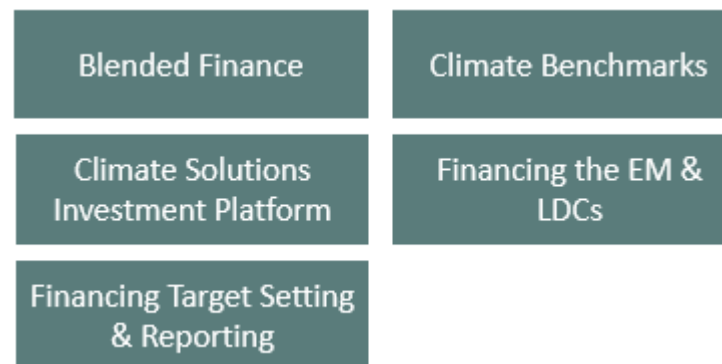 Blended Finance
Climate Benchmarks
Climate Solutions
Investment Platform
Financing the EM &
LDCs
Financing Target Setting
& Reporting